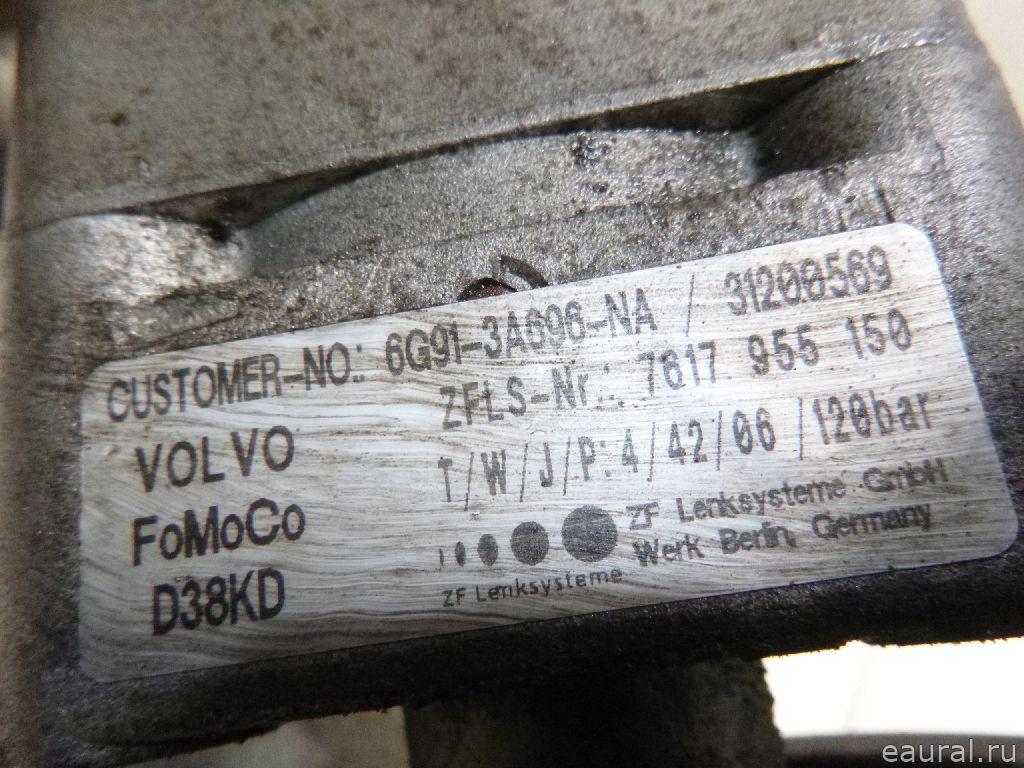 CUSTOMER-NO.: 6G91-3A696-NA / 31200569
ZFLS-Nr.: 7617 955 150
VOLVO
T/W/J/P: 4/42/06 /120bar
FoMoCo
ZF Lenksysteme GmbH
Werk Berlin, Germany
D38KD
ZF Lenksysteme
eaural.ru